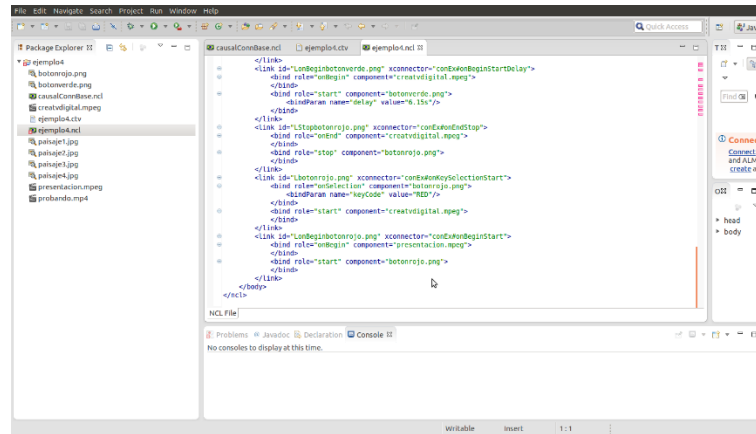 File Edit Navigate Search Project Run Window Help
Quick Access
Jav
Package Explorer
ejemplo4
botonrojo.png
botonverde.png
causalConnBase.ncl
creatvdigital.mpeg
ejemplo4.ctv
ejemplo4.ncl
paisaje1.jpg
paisaje2.jpg
paisaje3.jpg
paisaje4.jpg
presentacion.mpeg
probando.mp4
causalConnBase.ncl ejemplo4.ctv ejemplo4.ncl
</link>
<link id="LonBeginbotonverde.png" xconnector="conEx#onBeginStartDelay">
<bind role="onBegin" component="creatvdigital.mpeg">
</bind>
<bind role="start" component="botonverde.png">
<bindParam name="delay" value="6.15s"/>
</bind>
</link>
<link id="LStopbotonrojo.png" xconnector="conEx#onEndStop">
<bind role="onEnd" component="creatvdigital.mpeg">
</bind>
<bind role="stop" component="botonrojo.png">
</bind>
</link>
<link id="Lbotonrojo.png" xconnector="conEx#onKeySelectionStart">
<bind role="onSelection" component="botonrojo.png">
<bindParam name="keyCode" value="RED"/>
</bind>
<bind role="start" component="creatvdigital.mpeg">
</bind>
</link>
<link id="LonBeginbotonrojo.png" xconnector="conEx#onBeginStart">
<bind role="onBegin" component="presentacion.mpeg">
</bind>
<bind role="start" component="botonrojo.png">
</bind>
</link>
</body>
</ncl>
NCL File
Find
Connec
Connect
and ALM
create a
head
body
Problems Javadoc Declaration Console
No consoles to display at this time.
Writable Insert 1:1